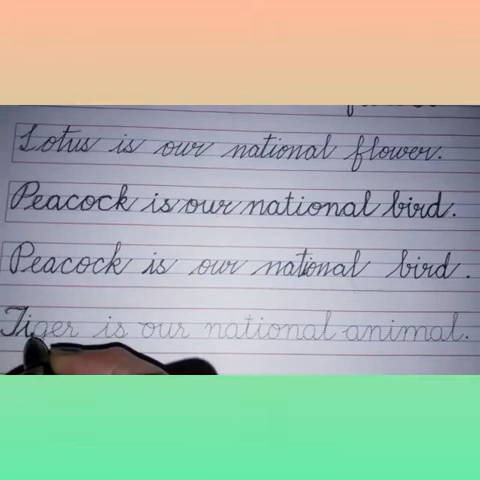 Lotus is our national flower.
Peacock is our national bird.
Peacock is our national bird.
Tiger is our national animal.